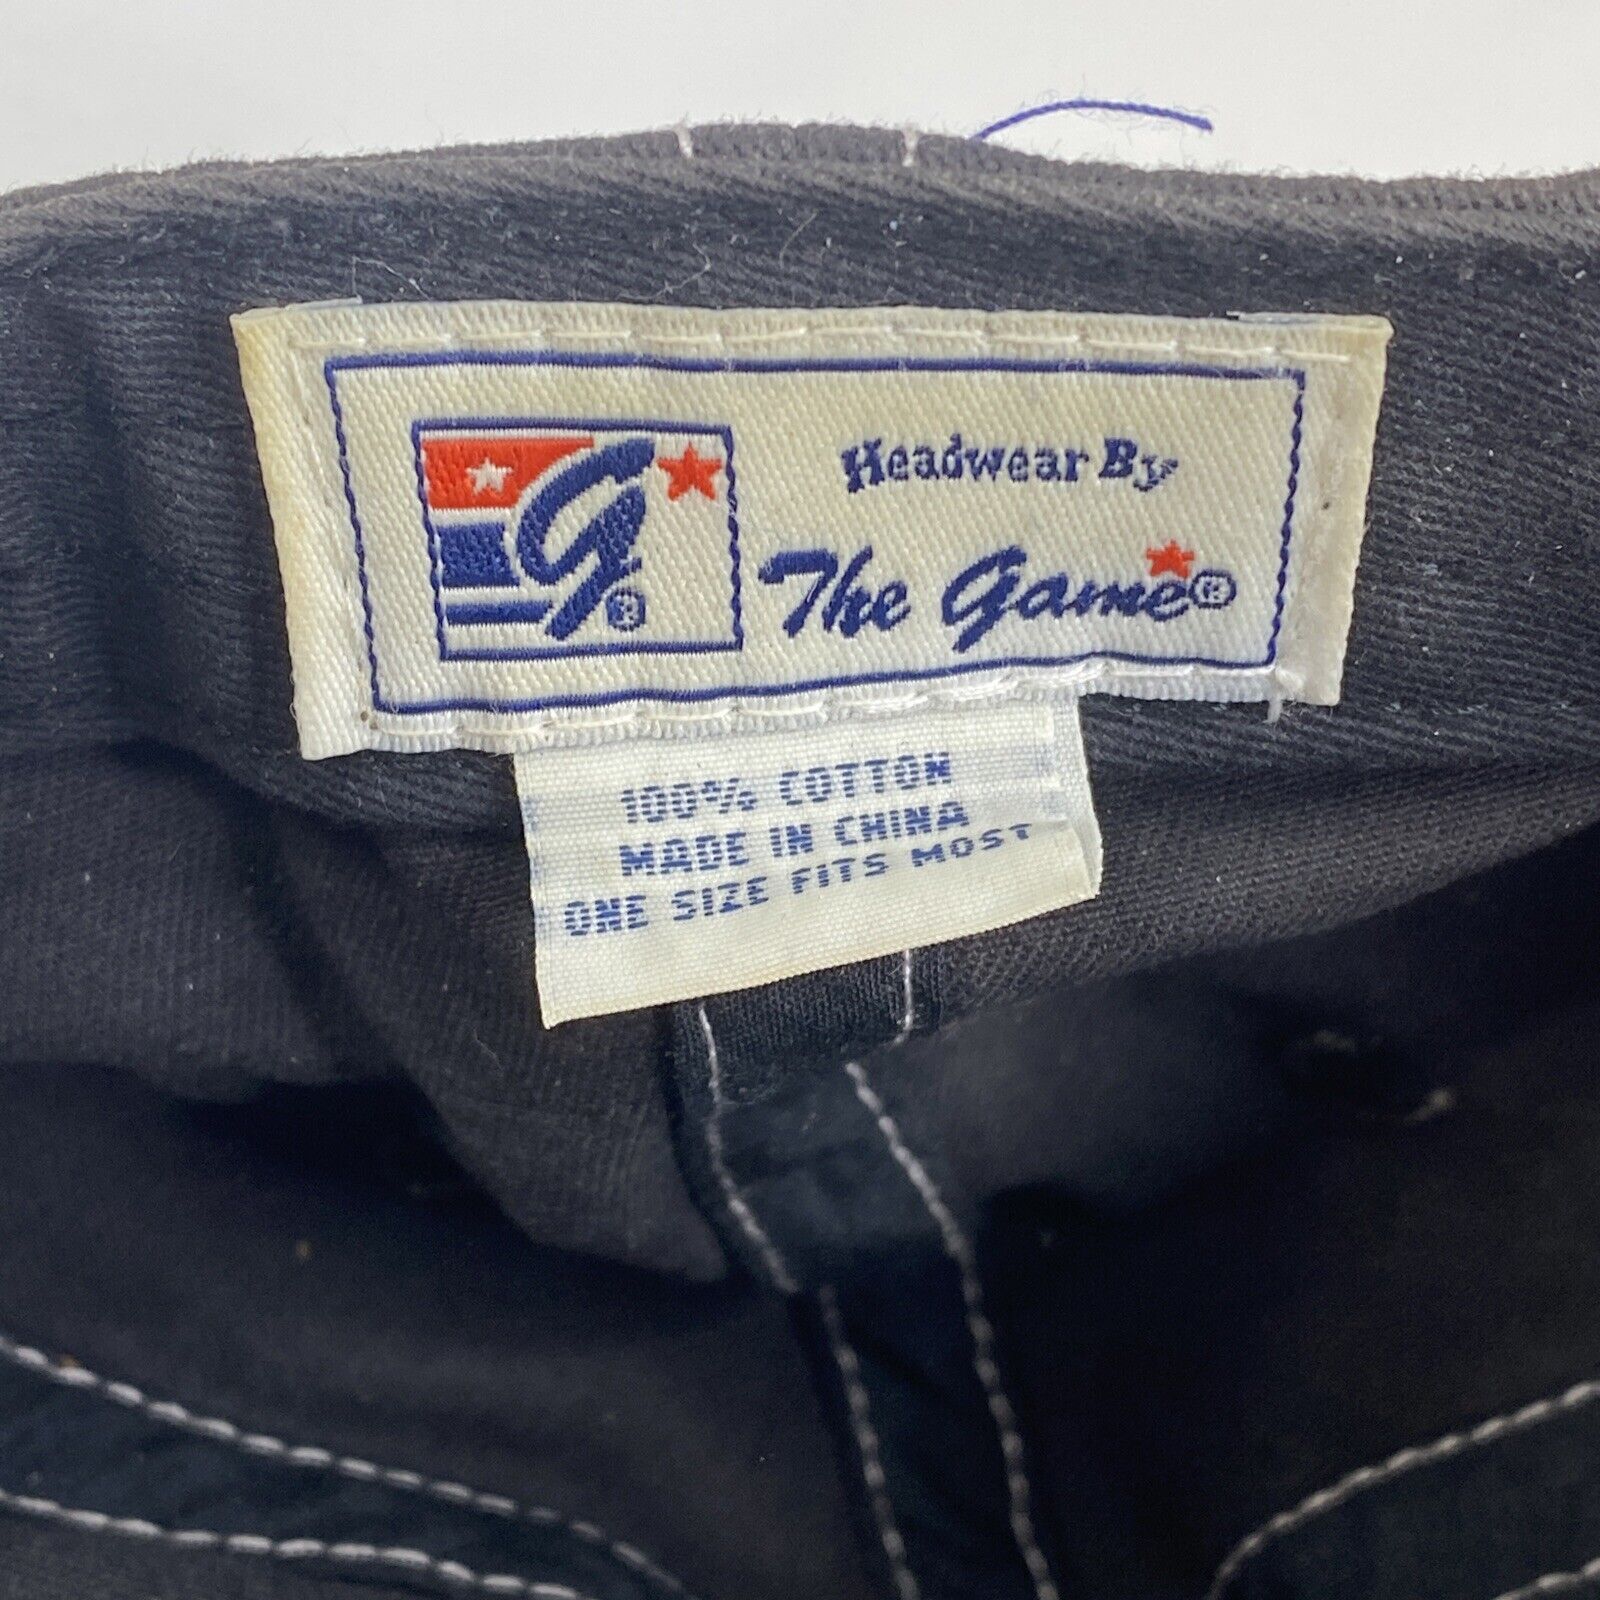 G®
Headwear By
The Game®
100% COTTON
MADE IN CHINA
ONE SIZE FITS MOST